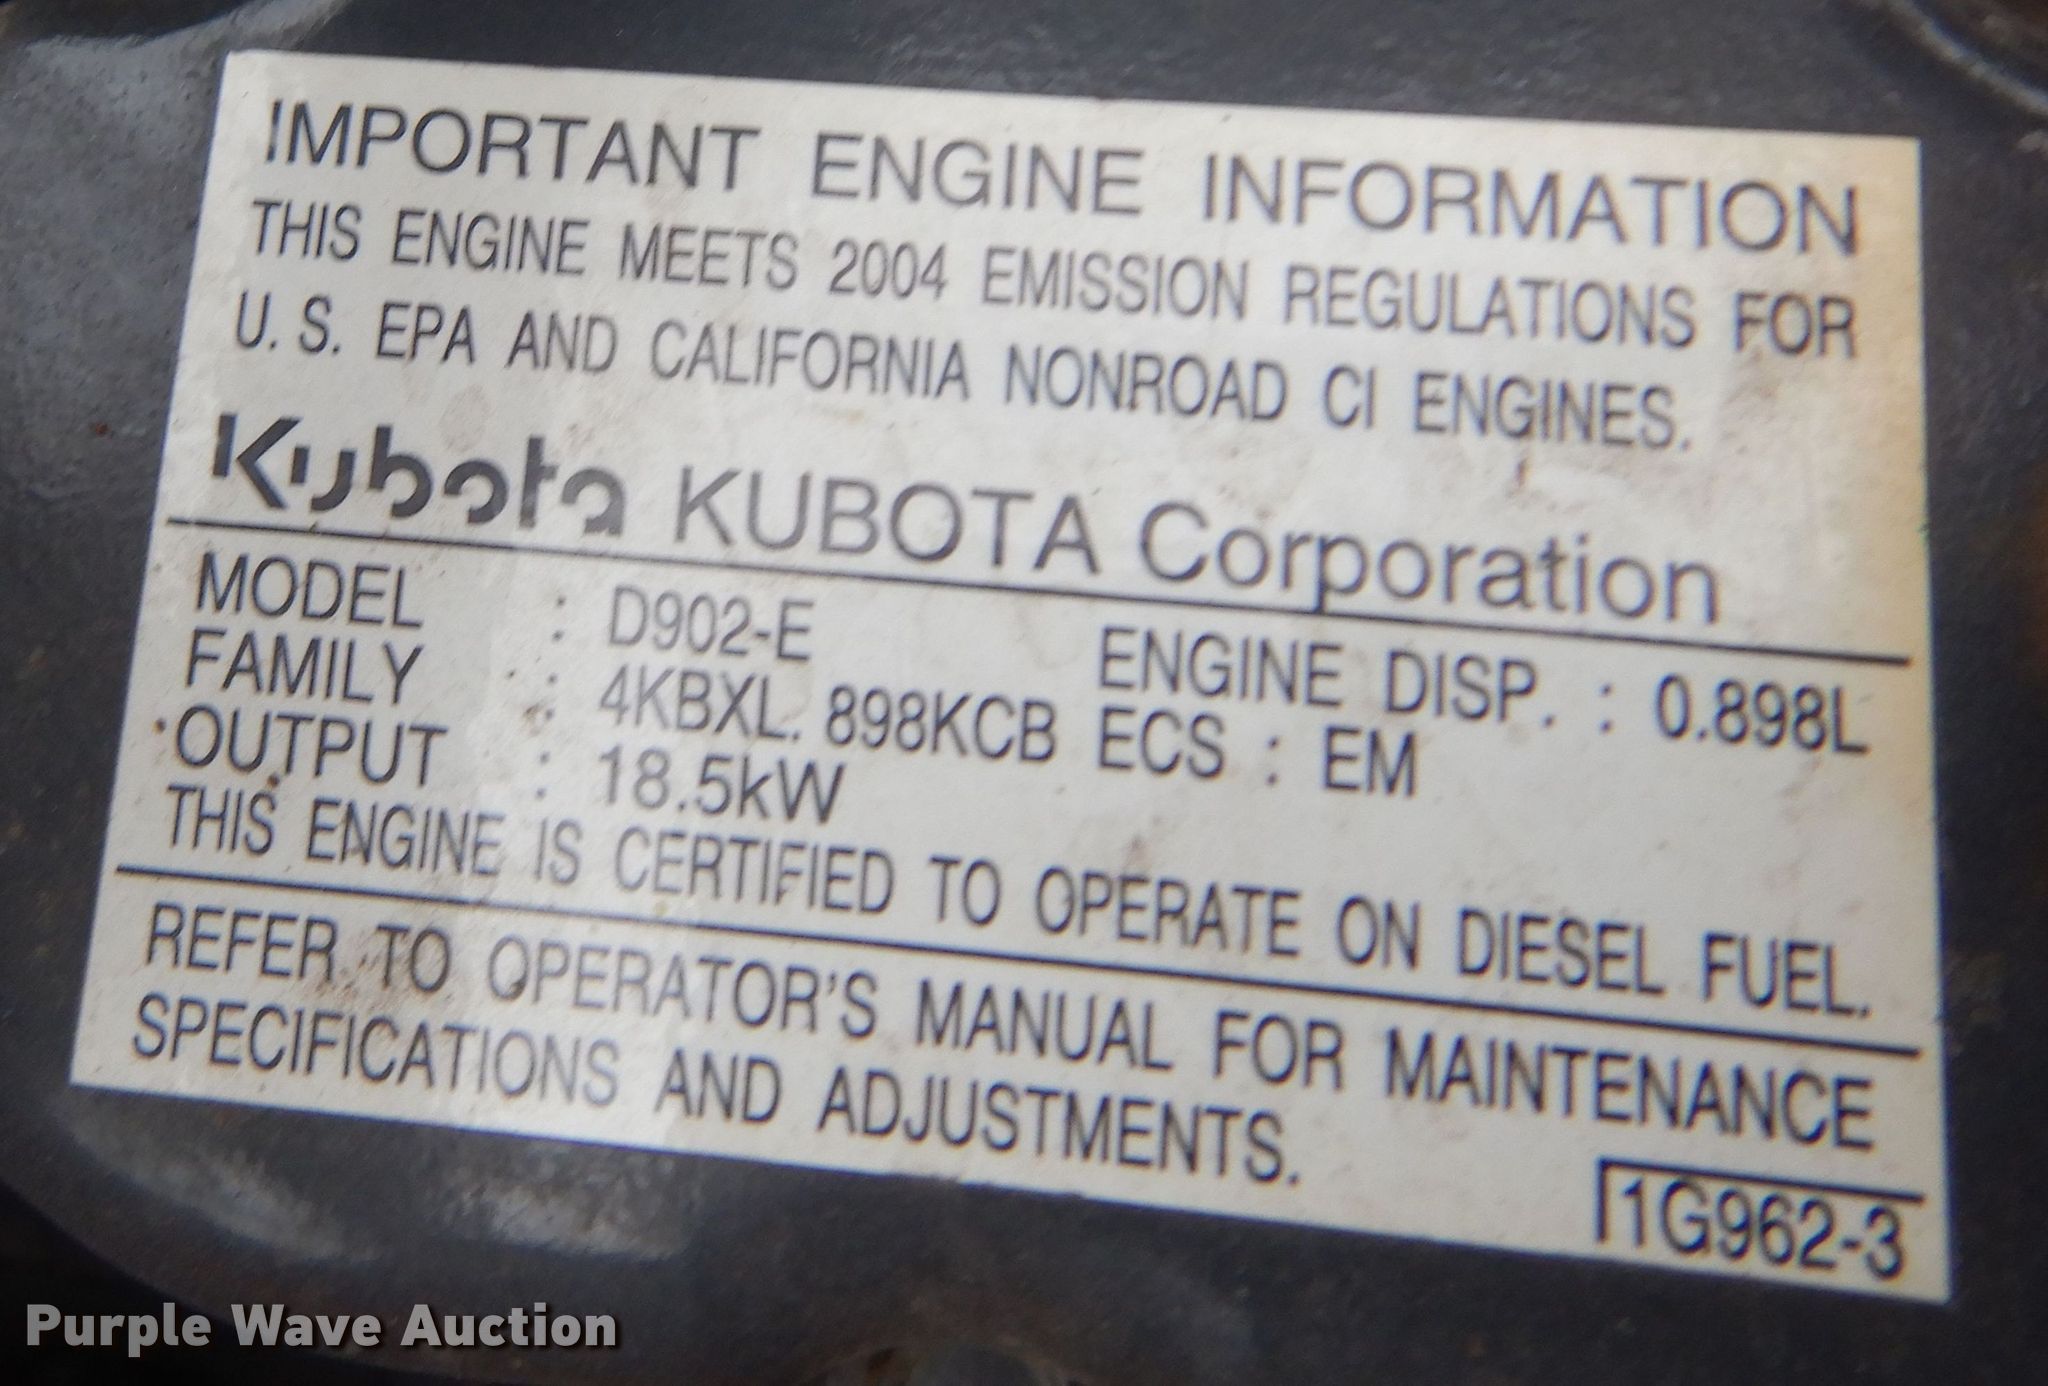 IMPORTANT ENGINE INFORMATION
THIS ENGINE MEETS 2004 EMISSION REGULATIONS FOR
U. S. EPA AND CALIFORNIA NONROAD CI ENGINES.
Kubota KUBOTA Corporation
MODEL : D902-E ENGINE DISP. : 0.898L
FAMILY : 4KBXL. 898KCB ECS : EM
OUTPUT : 18.5kW
THIS ENGINE IS CERTIFIED TO OPERATE ON DIESEL FUEL.
REFER TO OPERATOR'S MANUAL FOR MAINTENANCE
SPECIFICATIONS AND ADJUSTMENTS.
1G962-3
Purple Wave Auction